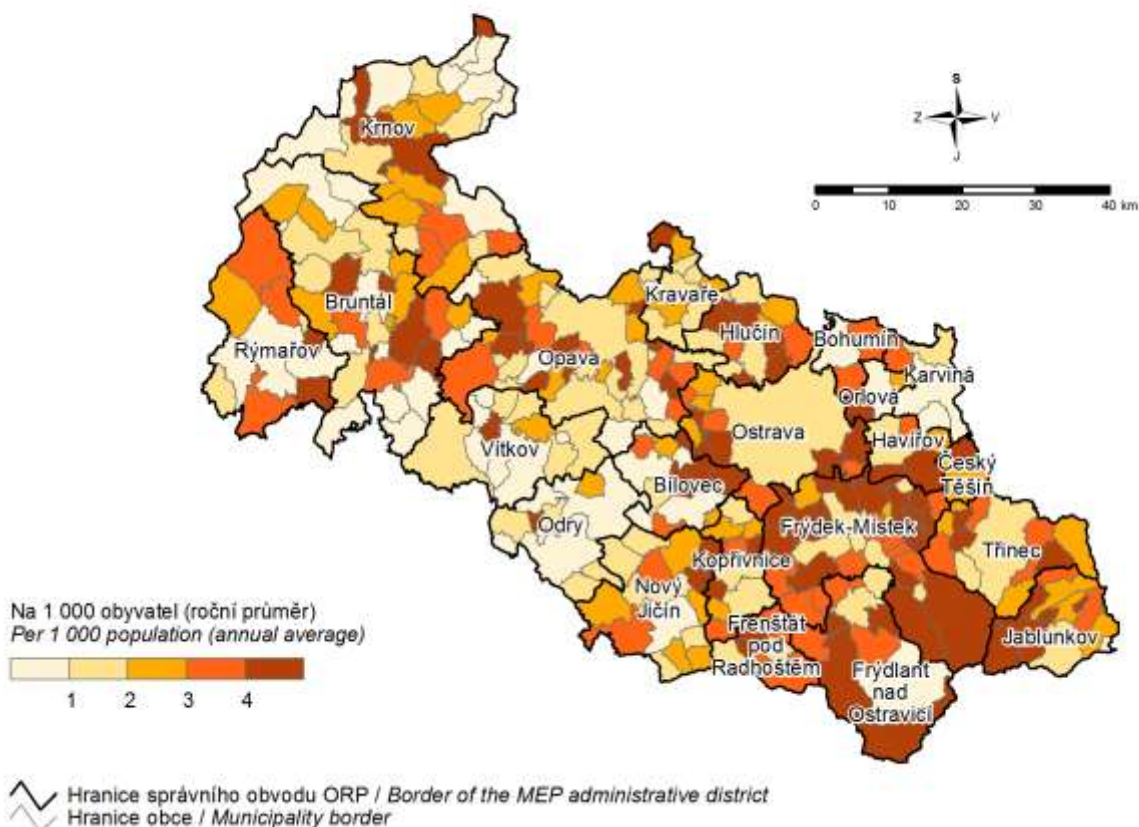 S
Z V
J
0 10 20 30 40 km
Krnov
Bruntál
Rýmařov
Kravaře
Hlučín
Opava
Bohumín
Karviná
Orlová
Ostrava
Havířov
Český
Těšín
Vítkov
Bílovec
Odry
Frýdek-Místek
Kopřivnice
Třinec
Nový
Jičín
Frenštát
pod
Radhoštěm
Jablunkov
Frýdlant
nad
Ostravicí
Na 1 000 obyvatel (roční průměr)
Per 1 000 population (annual average)
1 2 3 4
Hranice správního obvodu ORP / Border of the MEP administrative district
Hranice obce / Municipality border